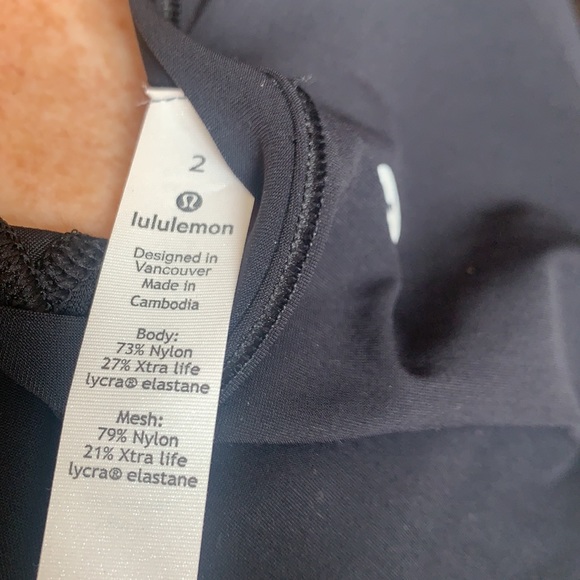 2
lululemon
Designed in
Vancouver
Made in
Cambodia
Body:
73% Nylon
27% Xtra life
lycra® elastane
Mesh:
79% Nylon
21% Xtra life
lycra® elastane